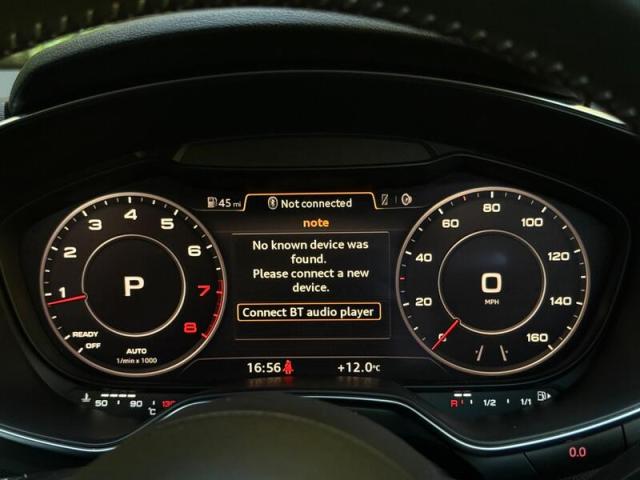 45 mi
Not connected
note
No known device was
found.
Please connect a new
device.
Connect BT audio player
1 2 3 4 5 6 7 8
P
READY
OFF
AUTO
1/min x 1000
0 20 40 60 80 100 120 140 160
0
MPH
16:56
+12.0°C
50 90 130
°C
R 1/2 1/1
0.0